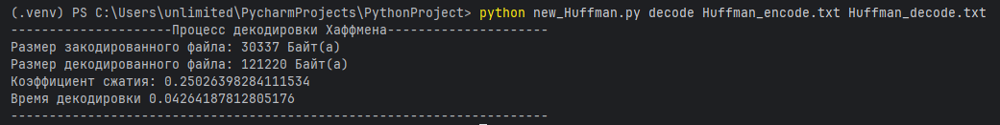 (.venv) PS C:\Users\unlimited\PycharmProjects\PythonProject> python new_Huffman.py decode Huffman_encode.txt Huffman_decode.txt
---------------------Процесс декодировки Хаффмана---------------------
Размер закодированного файла: 30337 Байт(а)
Размер декодированного файла: 121220 Байт(а)
Коэффициент сжатия: 0.25026398284111534
Время декодировки 0.04264187812805176
----------------------------------------------------------------------